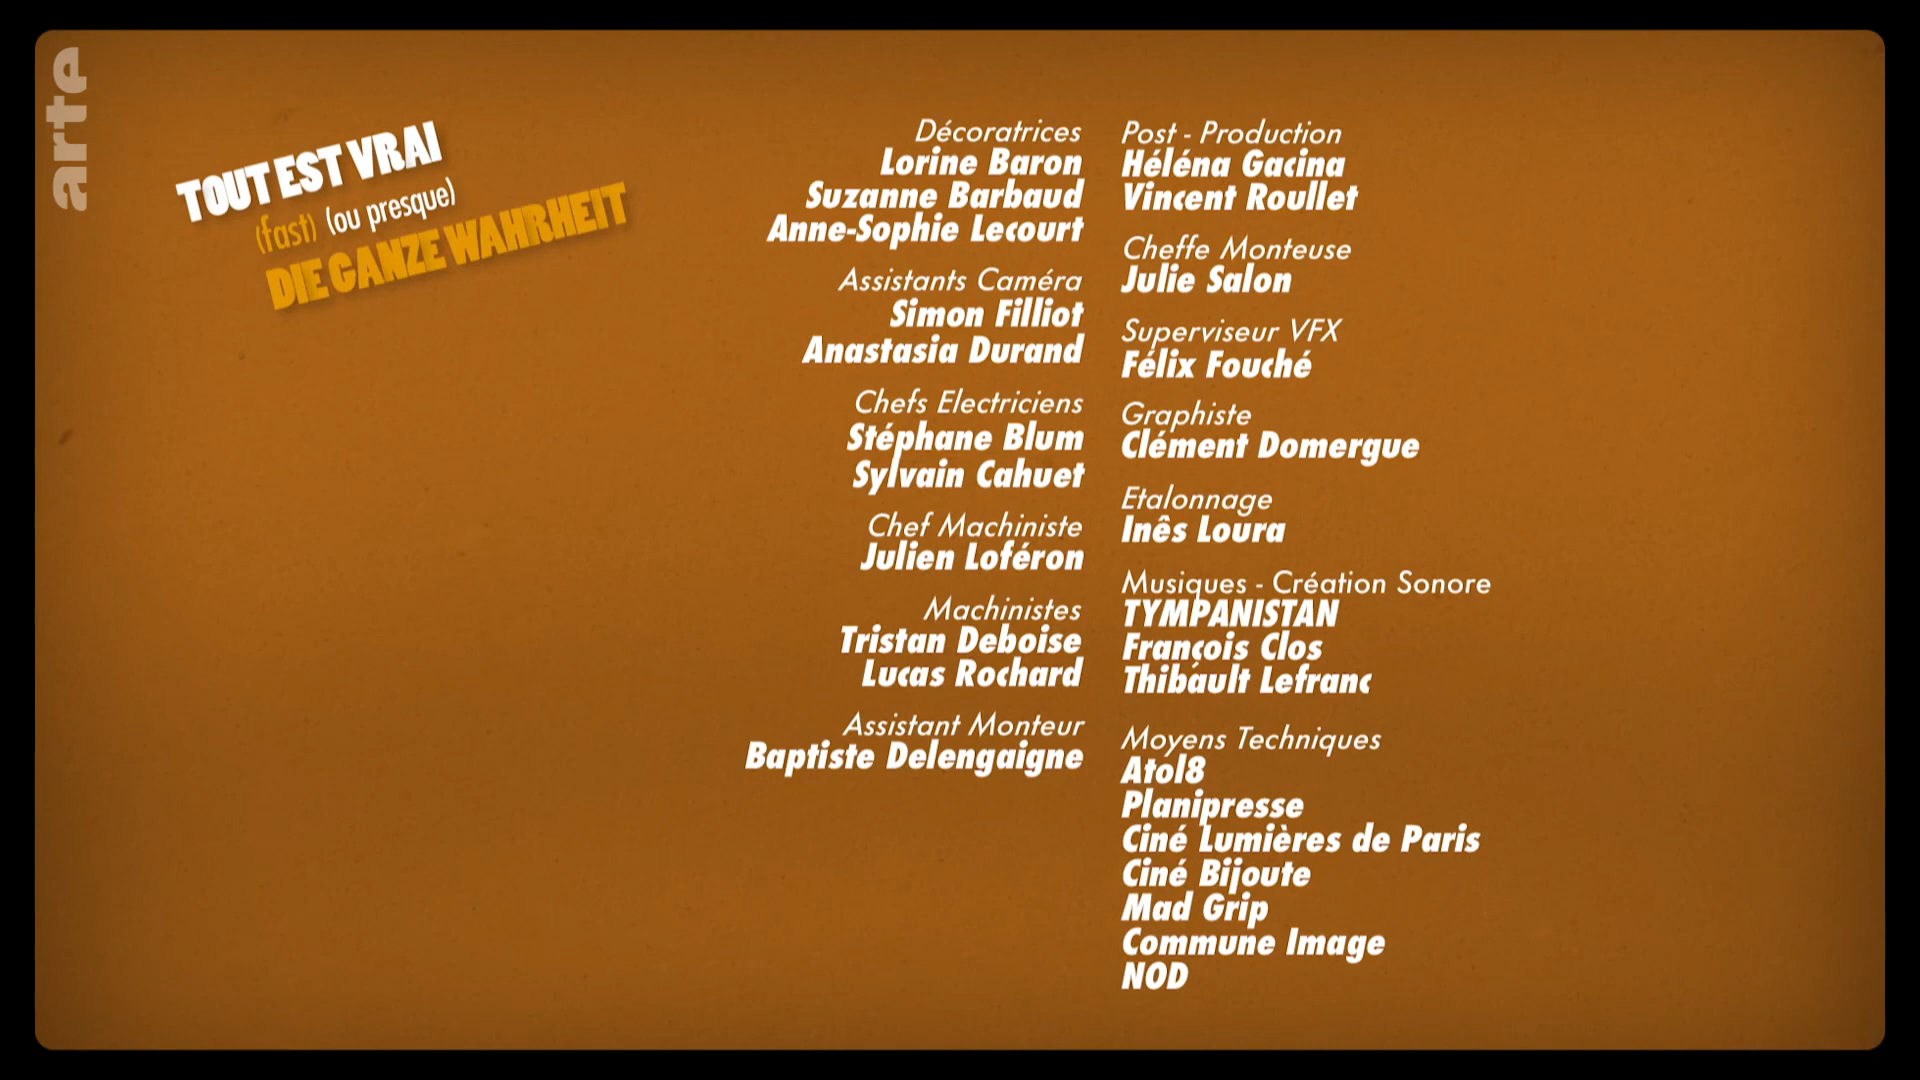 arte
TOUT EST VRAI
(fast) (ou presque)
DIE GANZE WAHRHEIT
Décoratrices
Lorine Baron
Suzanne Barbaud
Anne-Sophie Lecourt
Assistants Caméra
Simon Filliot
Anastasia Durand
Chefs Electriciens
Stéphane Blum
Sylvain Cahuet
Chef Machiniste
Julien Loféron
Machinistes
Tristan Deboise
Lucas Rochard
Assistant Monteur
Baptiste Delengaigne
Post - Production
Héléna Gacina
Vincent Roullet
Cheffe Monteuse
Julie Salon
Superviseur VFX
Félix Fouché
Graphiste
Clément Domergue
Etalonnage
Inês Loura
Musiques - Création Sonore
TYMPANISTAN
François Clos
Thibault Lefranc
Moyens Techniques
Atol8
Planipresse
Ciné Lumières de Paris
Ciné Bijoute
Mad Grip
Commune Image
NOD